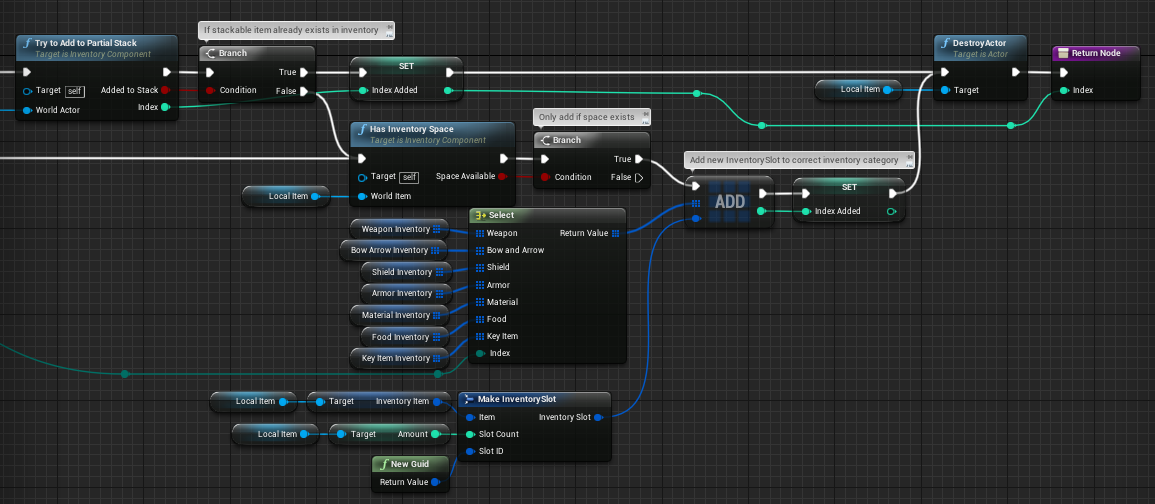 If stackable item already exists in inventory
Try to Add to Partial Stack
Target is Inventory Component
Target self
Added to Stack
World Actor
Index
Branch
True
Condition
False
SET
Index Added
DestroyActor
Target is Actor
Local Item
Target
Return Node
Index
Has Inventory Space
Target is Inventory Component
Target self
Space Available
Local Item
World Item
Only add if space exists
Branch
True
Condition
False
Add new InventorySlot to correct inventory category
ADD
SET
Index Added
Select
Weapon Inventory
Weapon
Return Value
Bow Arrow Inventory
Bow and Arrow
Shield Inventory
Shield
Armor Inventory
Armor
Material Inventory
Material
Food Inventory
Food
Key Item Inventory
Key Item
Index
Local Item
Target
Inventory Item
Make InventorySlot
Item
Inventory Slot
Local Item
Target
Amount
Slot Count
Slot ID
New Guid
Return Value